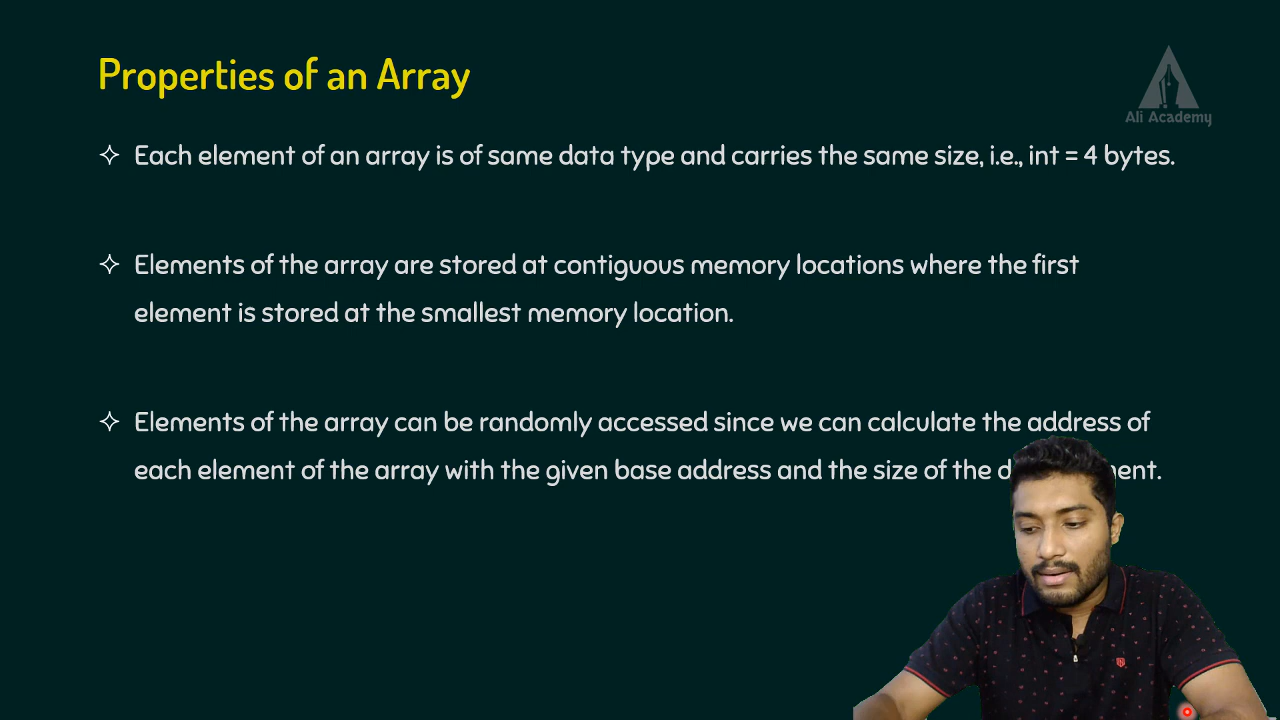 Properties of an Array
Ali Academy
Each element of an array is of same data type and carries the same size, i.e., int = 4 bytes.
Elements of the array are stored at contiguous memory locations where the first
element is stored at the smallest memory location.
Elements of the array can be randomly accessed since we can calculate the address of
each element of the array with the given base address and the size of the